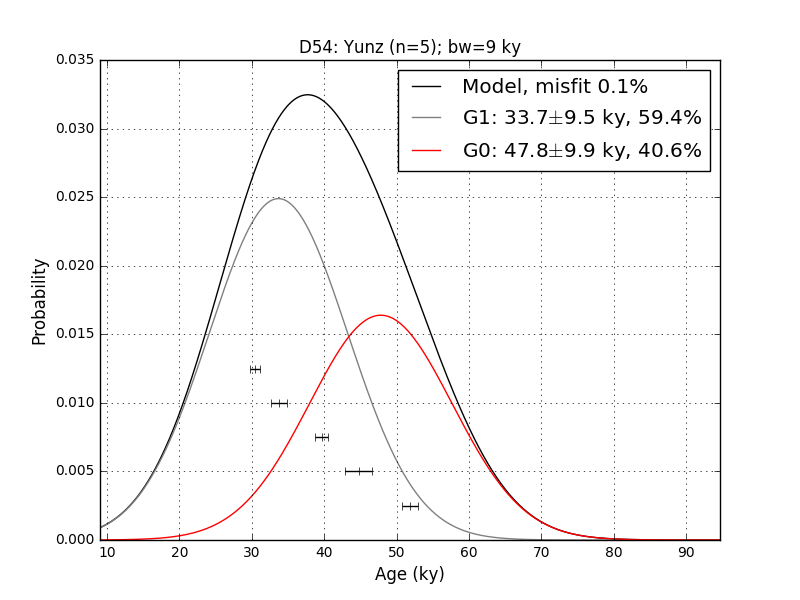 D54: Yunz (n=5); bw=9 ky
Model, misfit 0.1%
G1: 33.7±9.5 ky, 59.4%
G0: 47.8±9.9 ky, 40.6%
0.035
0.030
0.025
0.020
0.015
0.010
0.005
0.000
Probability
10 20 30 40 50 60 70 80 90
Age (ky)